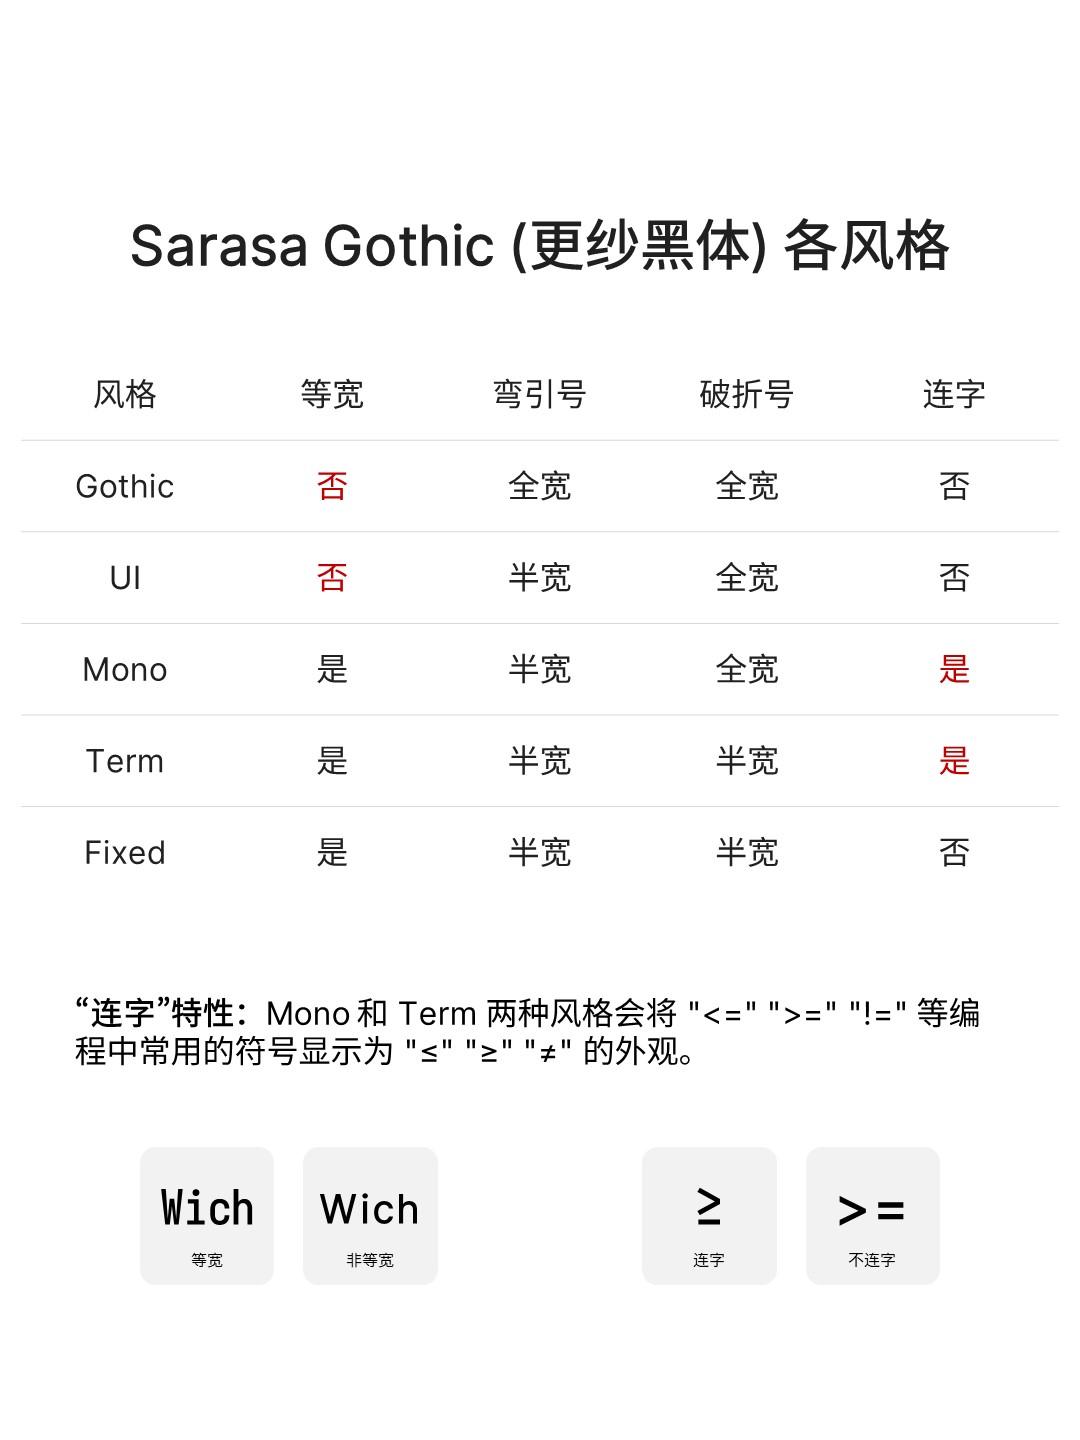 Sarasa Gothic (更纱黑体) 各风格
风格 等宽 弯引号 破折号 连字
Gothic 否 全宽 全宽 否
UI 否 半宽 全宽 否
Mono 是 半宽 全宽 是
Term 是 半宽 半宽 是
Fixed 是 半宽 半宽 否
“连字”特性：Mono 和 Term 两种风格会将 "<=" ">=" "!=" 等编
程中常用的符号显示为 "≤" "≥" "≠" 的外观。
Wich Wich ≥ >=
等宽 非等宽 连字 不连字